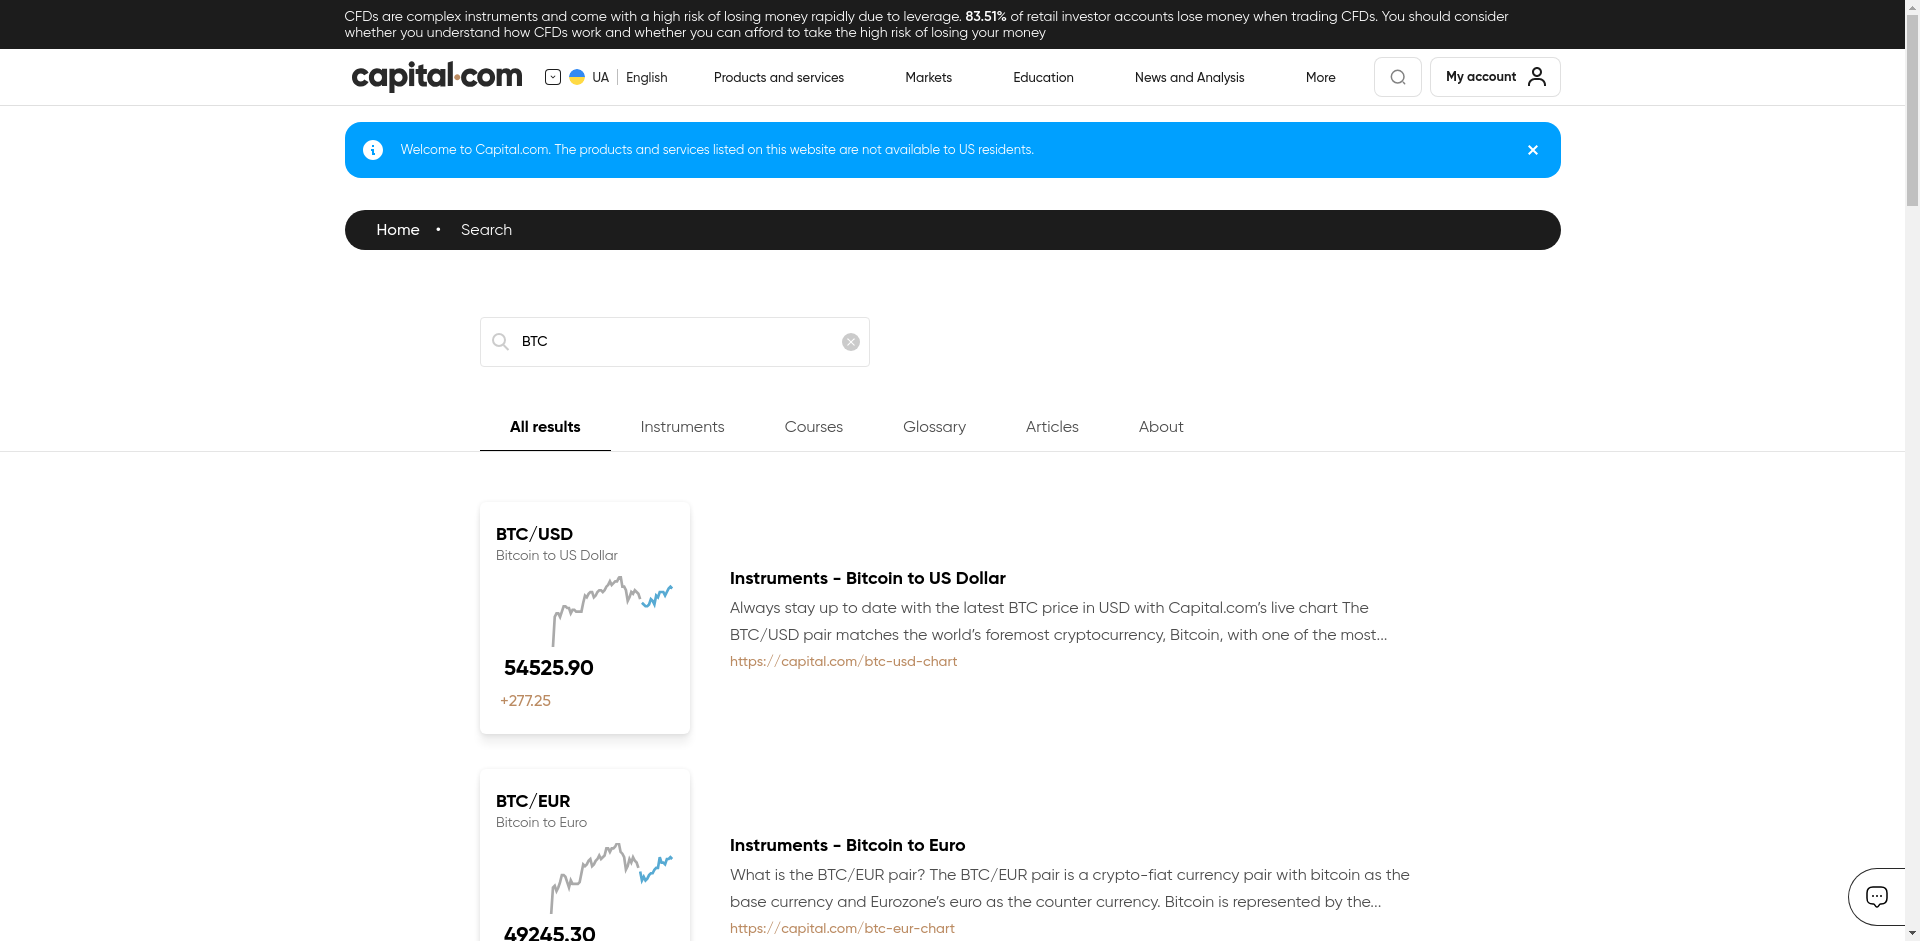 CFDs are complex instruments and come with a high risk of losing money rapidly due to leverage. 83.51% of retail investor accounts lose money when trading CFDs. You should consider
whether you understand how CFDs work and whether you can afford to take the high risk of losing your money
capital.com
UA
English
Products and services
Markets
Education
News and Analysis
More
My account
Welcome to Capital.com. The products and services listed on this website are not available to US residents.
Home • Search
BTC
All results
Instruments
Courses
Glossary
Articles
About
BTC/USD
Bitcoin to US Dollar
54525.90
+277.25
Instruments - Bitcoin to US Dollar
Always stay up to date with the latest BTC price in USD with Capital.com’s live chart The
BTC/USD pair matches the world’s foremost cryptocurrency, Bitcoin, with one of the most...
https://capital.com/btc-usd-chart
BTC/EUR
Bitcoin to Euro
49245.30
Instruments - Bitcoin to Euro
What is the BTC/EUR pair? The BTC/EUR pair is a crypto-fiat currency pair with bitcoin as the
base currency and Eurozone’s euro as the counter currency. Bitcoin is represented by the...
https://capital.com/btc-eur-chart